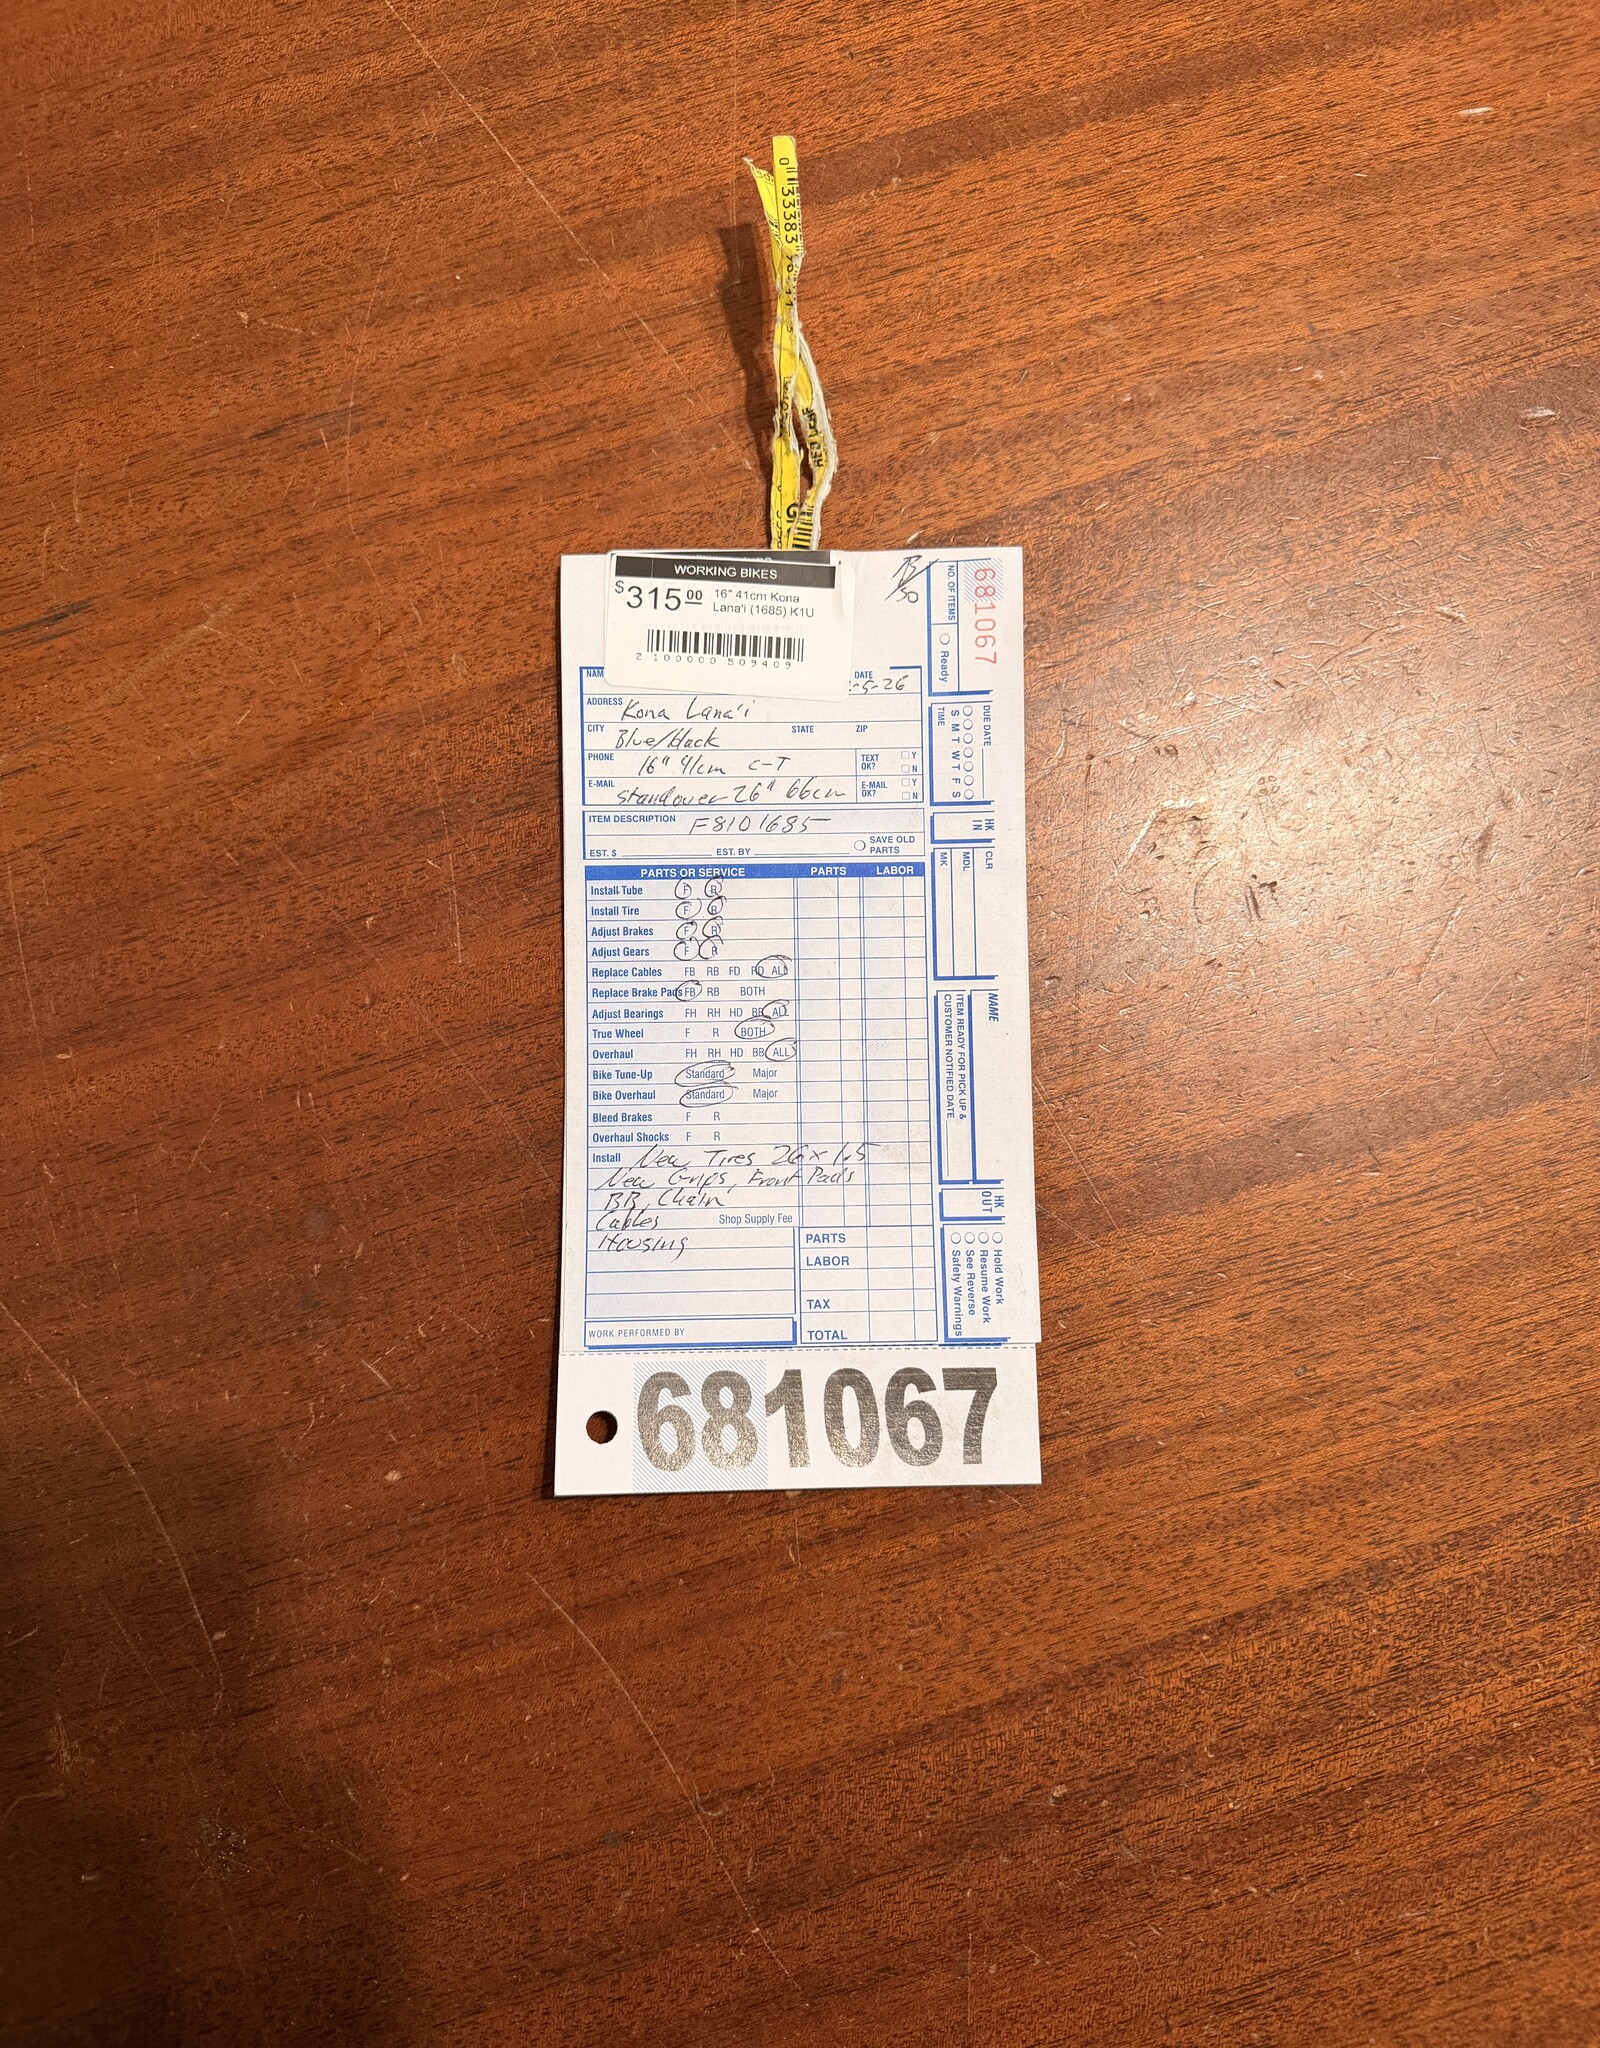 0 33383
WORKING BIKES
$315.00 16" 41cm Kona
Lana'i (1685) K1U
2 100000 509409
50
681067
NO. OF ITEMS
Ready
DATE
-5-26
ADDRESS Kona Lana'i
CITY Blue/black STATE ZIP
PHONE 16" 41cm C-T TEXT OK? Y N
E-MAIL standover 26" 66cm E-MAIL OK? Y N
ITEM DESCRIPTION F8101685
EST. $ EST. BY SAVE OLD PARTS
PARTS OR SERVICE PARTS LABOR
Install Tube F R
Install Tire F R
Adjust Brakes F R
Adjust Gears F R
Replace Cables FB RB FD RD ALL
Replace Brake Pads FB RB BOTH
Adjust Bearings FH RH HD BB ALL
True Wheel F R BOTH
Overhaul FH RH HD BB ALL
Bike Tune-Up Standard Major
Bike Overhaul Standard Major
Bleed Brakes F R
Overhaul Shocks F R
Install New Tires 26x1.5
New Grips, Front Pads
BB, Chain
Cables Shop Supply Fee
Housing
PARTS
LABOR
TAX
TOTAL
WORK PERFORMED BY
DUE DATE
S M T W T F S
TIME
HK IN
CLR
MDL
MK
NAME
ITEM READY FOR PICK UP &
CUSTOMER NOTIFIED DATE
HK OUT
Hold Work
Resume Work
See Reverse
Safety Warnings
681067